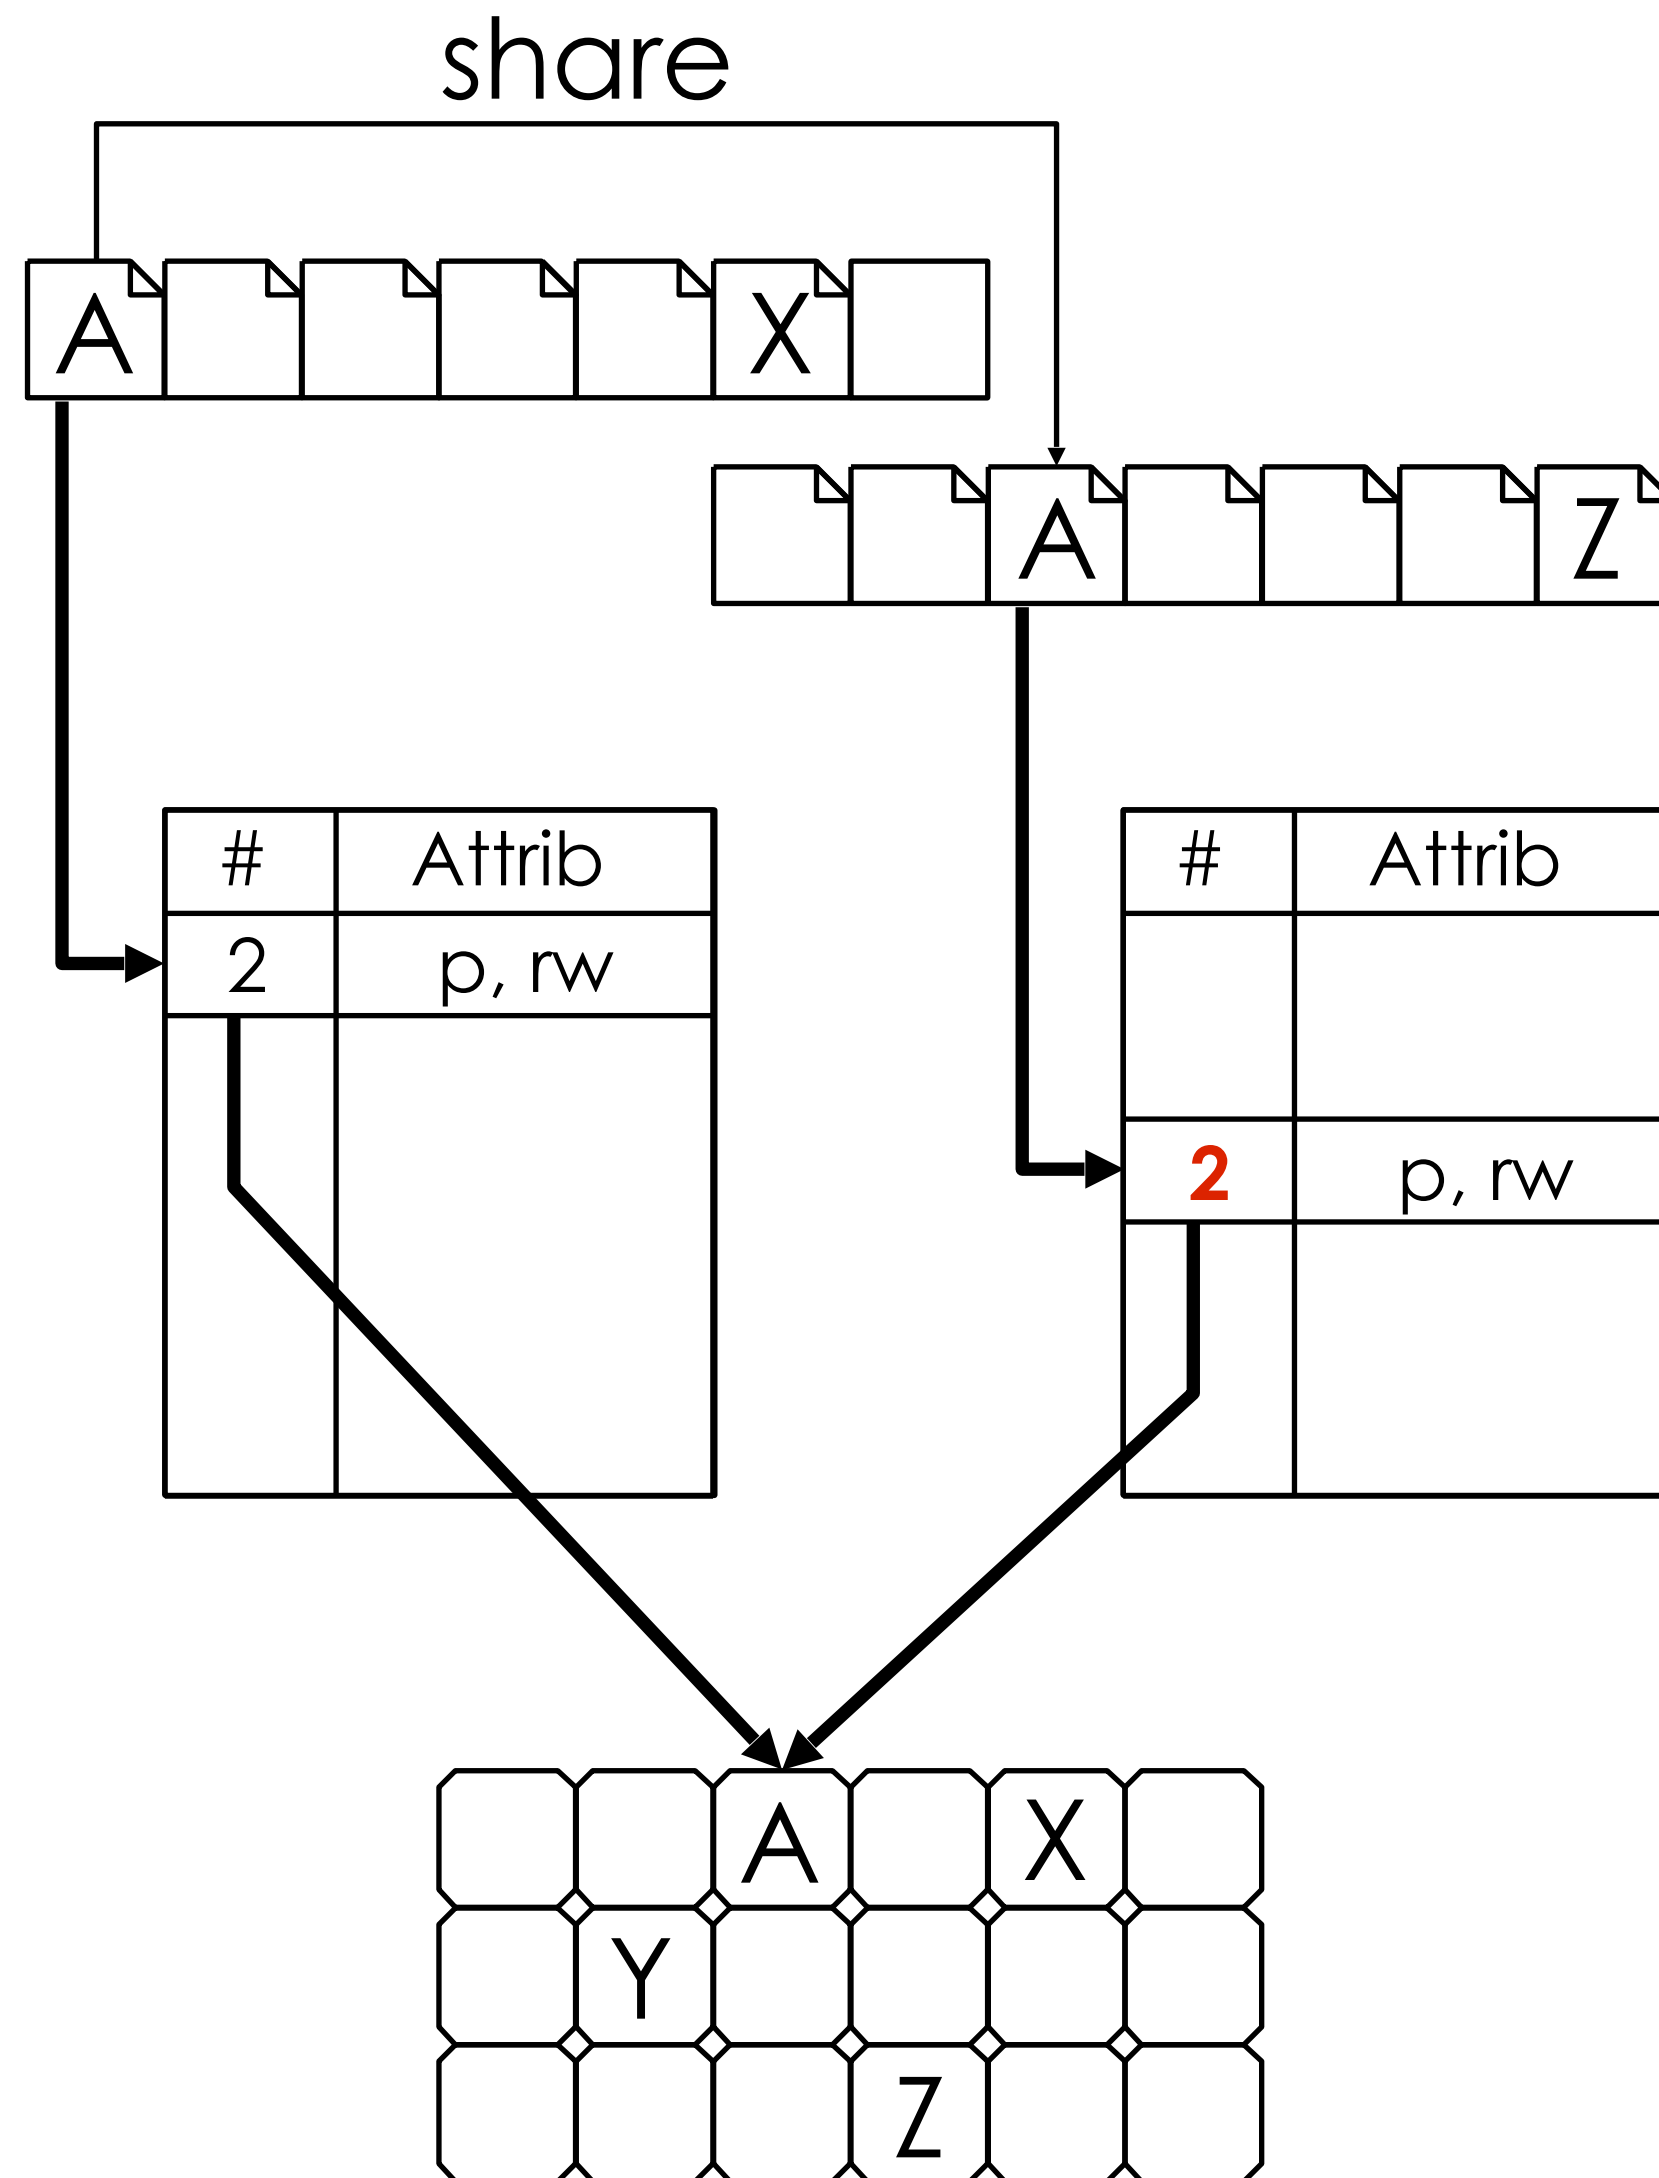 share
A X
A Z
# Attrib
# Attrib
2 p, rw
2 p, rw
A X
Y
Z